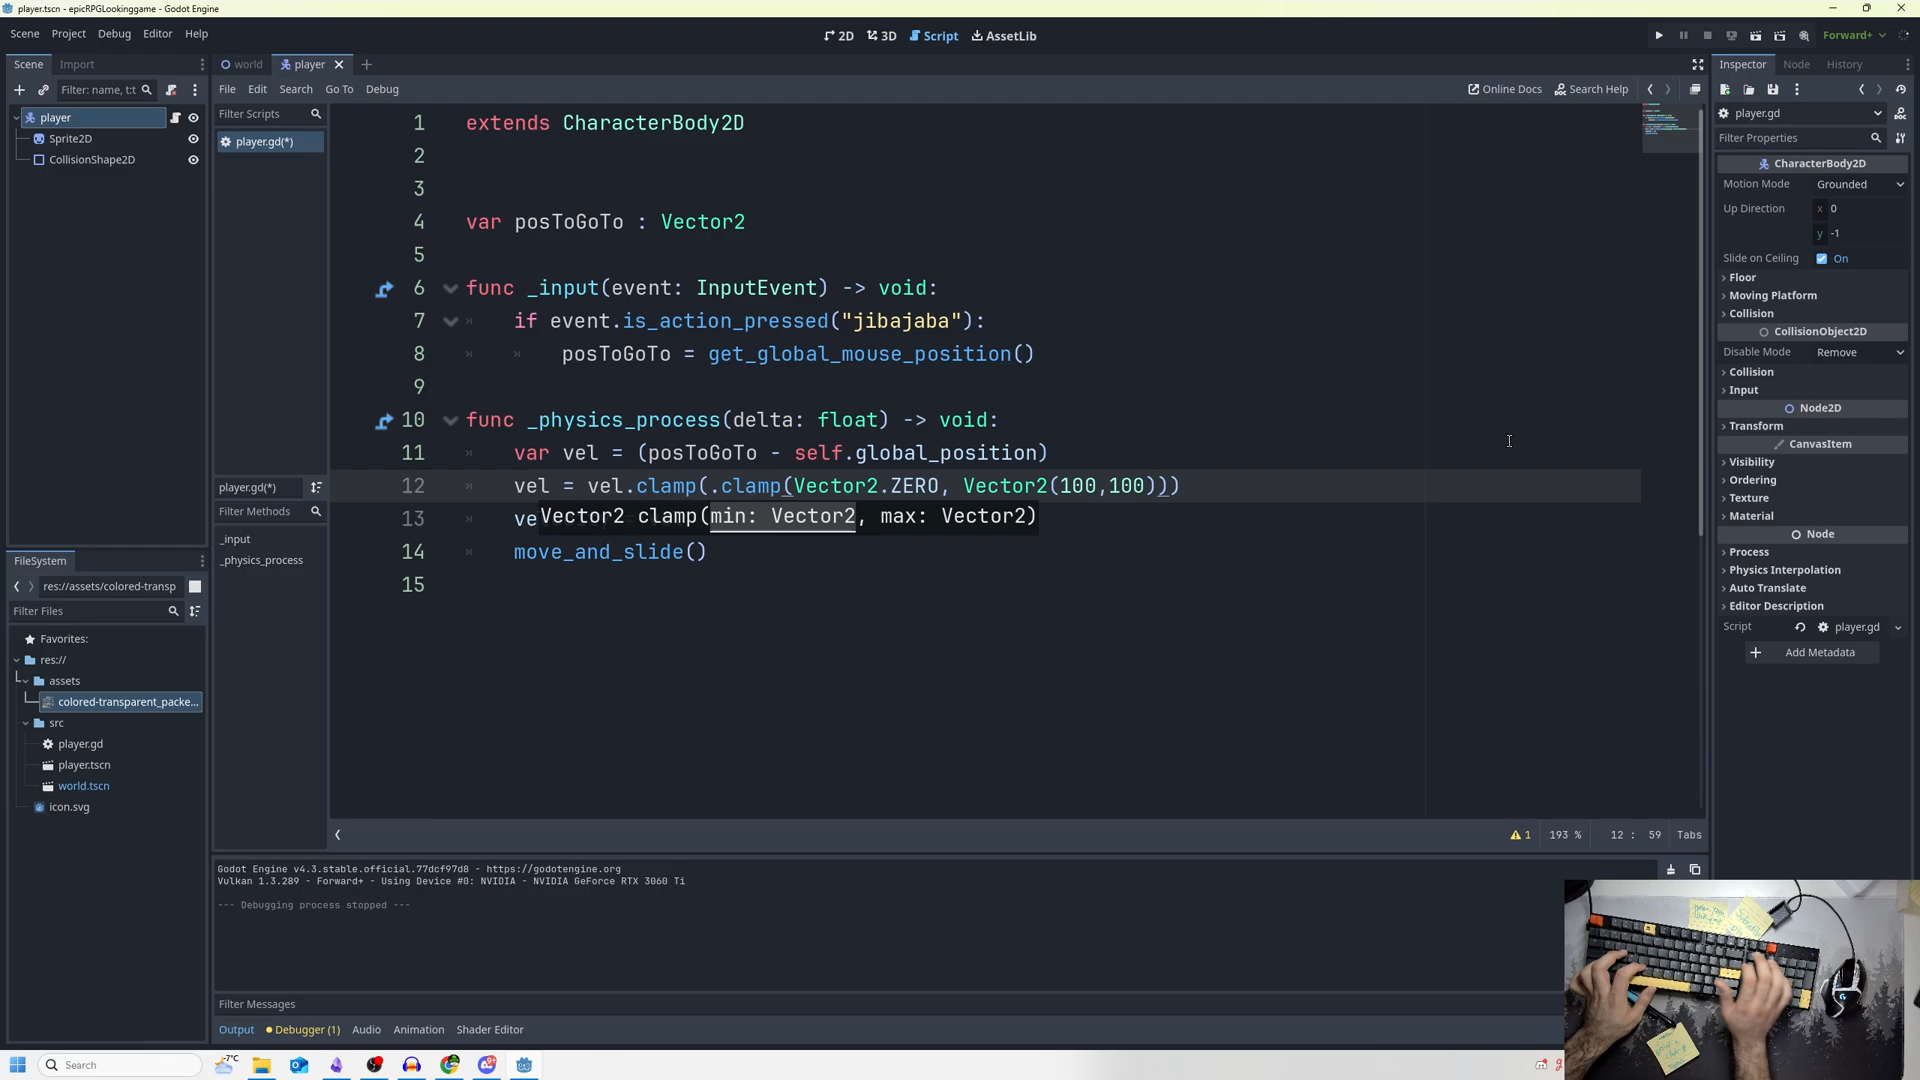 player.tscn - epicRPGLookinggame - Godot Engine
Scene Project Debug Editor Help
2D 3D Script AssetLib
Forward+
Scene Import
world player
Inspector Node History
Filter: name, t:t
File Edit Search Go To Debug
Online Docs Search Help
player
Sprite2D
CollisionShape2D
Filter Scripts
player.gd(*)
player.gd(*)
Filter Methods
_input
_physics_process
1 extends CharacterBody2D
2
3
4 var posToGoTo : Vector2
5
6 func _input(event: InputEvent) -> void:
7 if event.is_action_pressed("jibajaba"):
8 posToGoTo = get_global_mouse_position()
9
10 func _physics_process(delta: float) -> void:
11 var vel = (posToGoTo - self.global_position)
12 vel = vel.clamp(.clamp(Vector2.ZERO, Vector2(100,100)))
13 ve
Vector2 clamp(min: Vector2, max: Vector2)
14 move_and_slide()
15
1 193 % 12 : 59 Tabs
player.gd
Filter Properties
CharacterBody2D
Motion Mode Grounded
Up Direction x 0
y -1
Slide on Ceiling On
Floor
Moving Platform
Collision
CollisionObject2D
Disable Mode Remove
Collision
Input
Node2D
Transform
CanvasItem
Visibility
Ordering
Texture
Material
Node
Process
Physics Interpolation
Auto Translate
Editor Description
Script player.gd
Add Metadata
FileSystem
res://assets/colored-transp
Filter Files
Favorites:
res://
assets
colored-transparent_packe...
src
player.gd
player.tscn
world.tscn
icon.svg
Godot Engine v4.3.stable.official.77dcf97d8 - https://godotengine.org
Vulkan 1.3.289 - Forward+ - Using Device #0: NVIDIA - NVIDIA GeForce RTX 3060 Ti
--- Debugging process stopped ---
Filter Messages
Output Debugger (1) Audio Animation Shader Editor
Search
-7°C